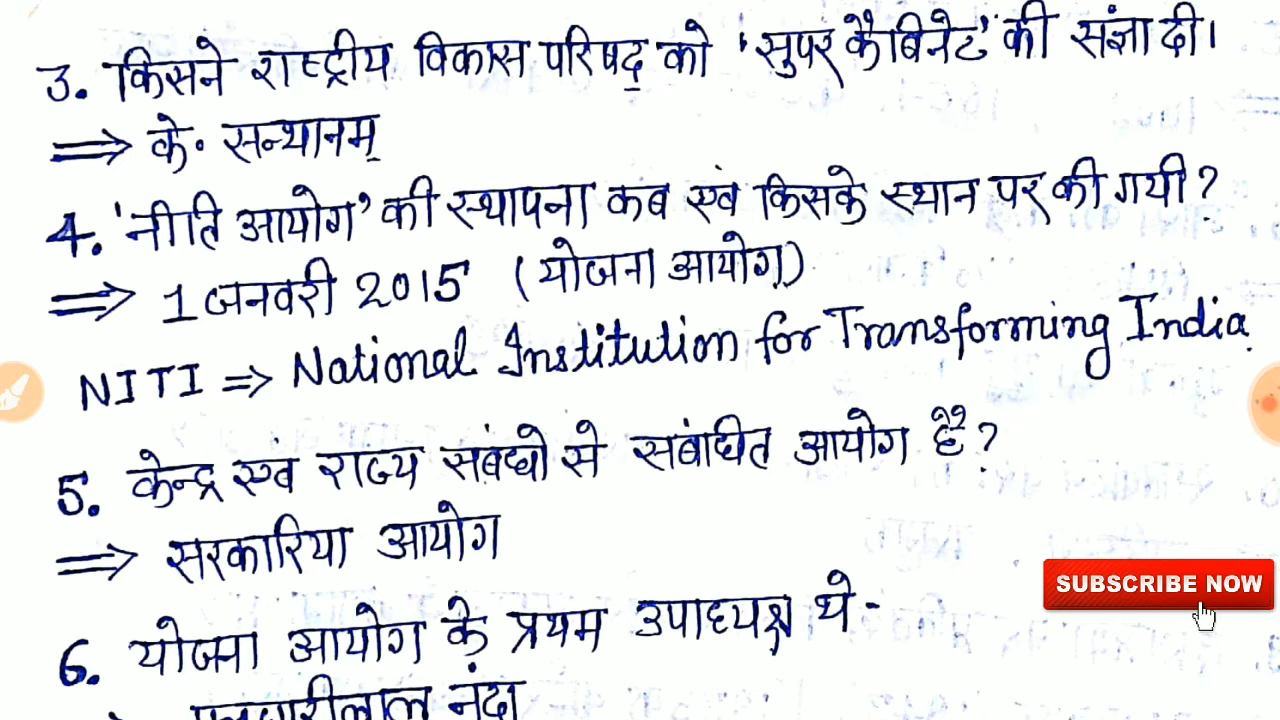 3. किसने राष्ट्रीय विकास परिषद् को 'सुपर कैबिनेट' की संज्ञा दी।
⟹ के. सन्थानम्
4. 'नीति आयोग' की स्थापना कब एवं किसके स्थान पर की गयी?
⟹ 1 जनवरी 2015 (योजना आयोग)
NITI ⇒ National Institution for Transforming India.
5. केन्द्र एवं राज्य संबंधो से सबंधित आयोग है?
⟹ सरकारिया आयोग
SUBSCRIBE NOW
6. योजना आयोग के प्रथम उपाध्यक्ष थे-
नंदा